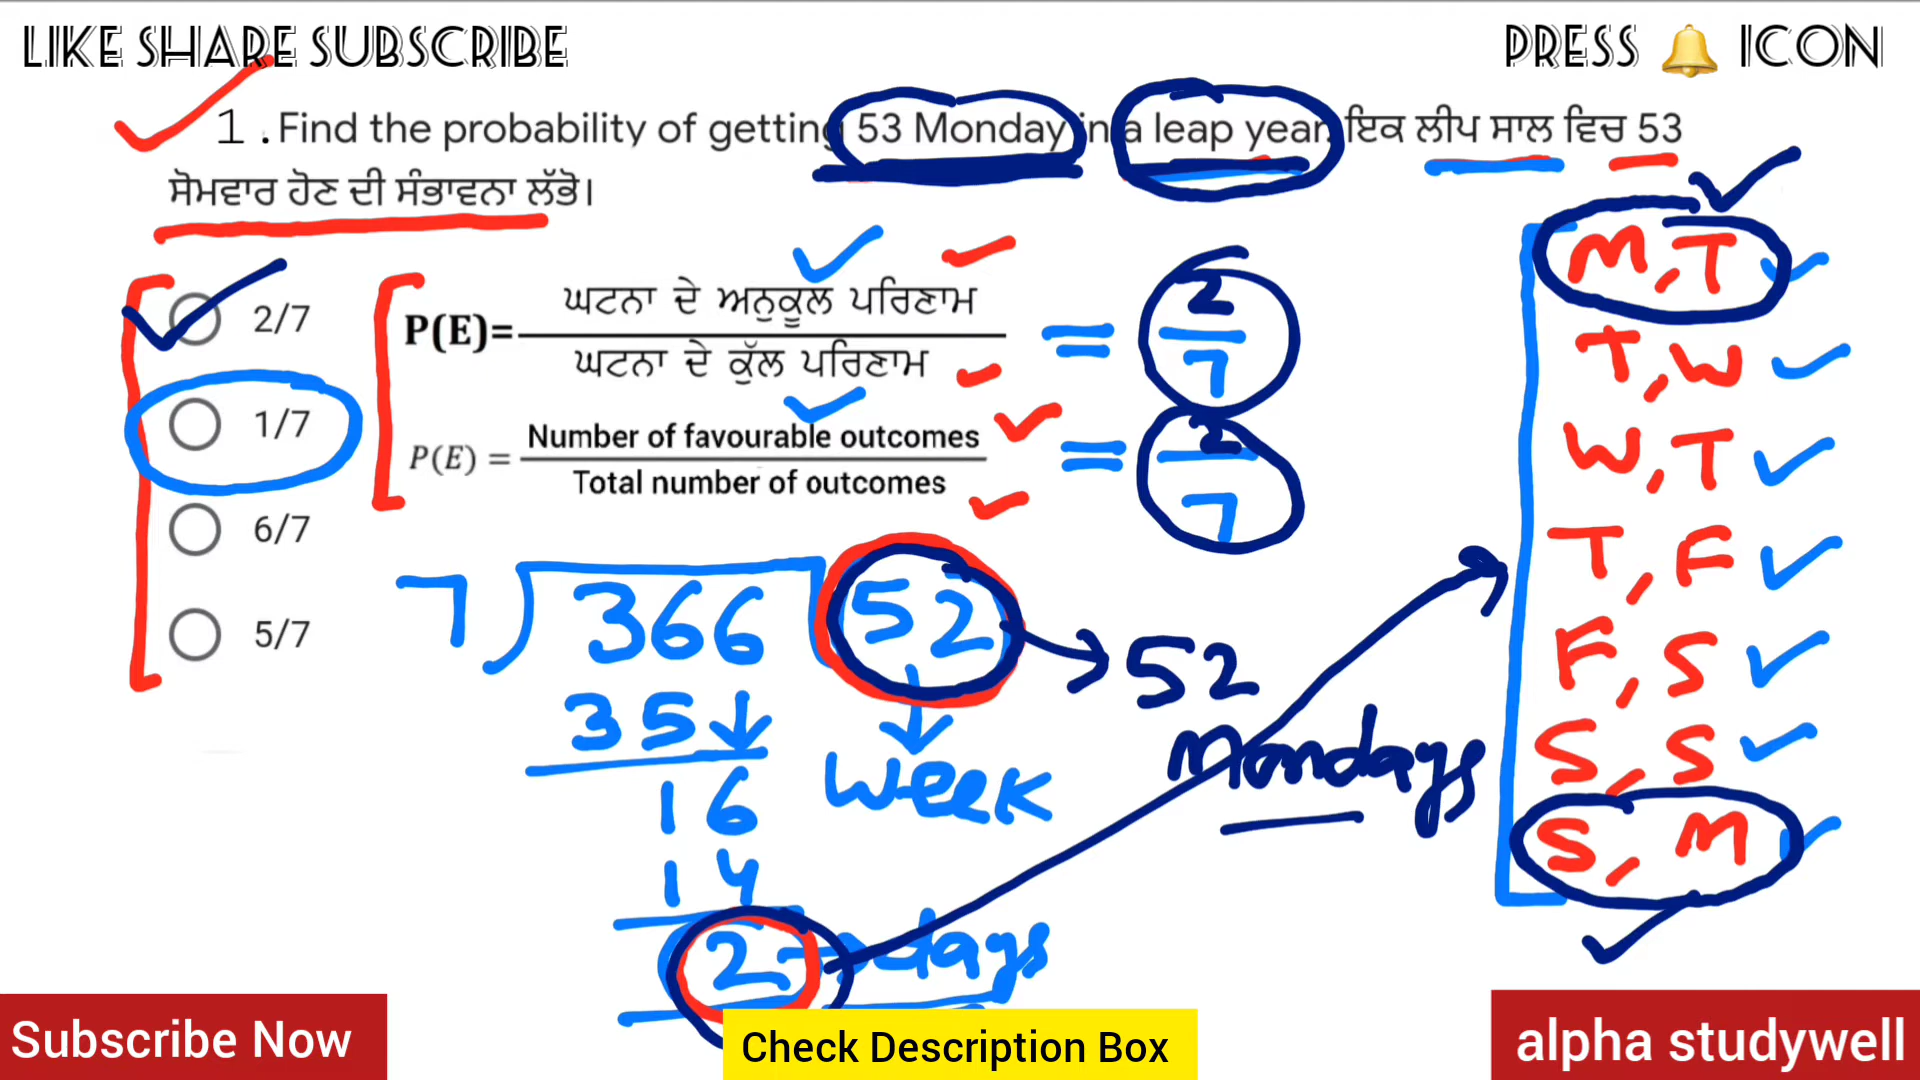 LIKE SHARE SUBSCRIBE
PRESS 🔔 ICON
1.Find the probability of getting 53 Monday in a leap year. ਇਕ ਲੀਪ ਸਾਲ ਵਿਚ 53
ਸੋਮਵਾਰ ਹੋਣ ਦੀ ਸੰਭਾਵਨਾ ਲੱਭੋ।
2/7
1/7
6/7
5/7
P(E)=
ਘਟਨਾ ਦੇ ਅਨੁਕੂਲ ਪਰਿਣਾਮ
ਘਟਨਾ ਦੇ ਕੁੱਲ ਪਰਿਣਾਮ
= 2/7
P(E) =
Number of favourable outcomes
Total number of outcomes
= 2/7
7)366(52
35↓
16
14
2 → days
week
→ 52
Mondays
M, T
T, W
W, T
T, F
F, S
S, S
S, M
Subscribe Now
Check Description Box
alpha studywell